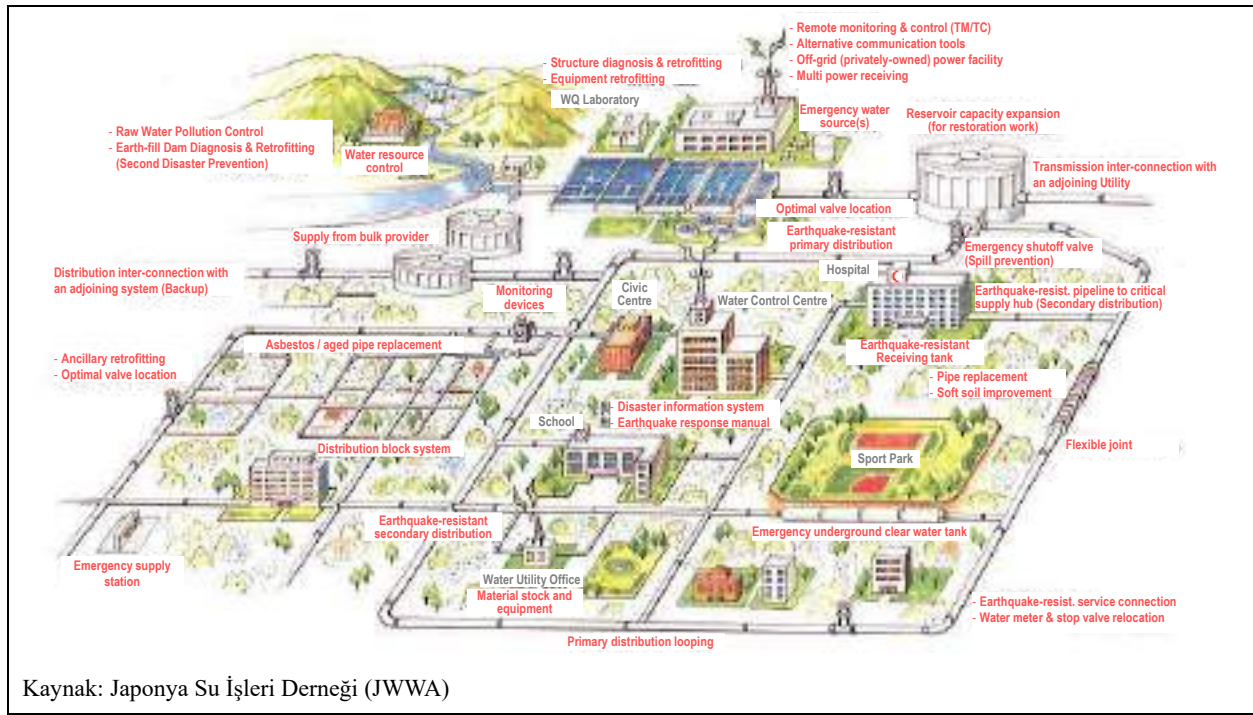 - Remote monitoring & control (TM/TC)
- Alternative communication tools
- Off-grid (privately-owned) power facility
- Multi power receiving
- Structure diagnosis & retrofitting
- Equipment retrofitting
WQ Laboratory
Emergency water
source(s)
Reservoir capacity expansion
(for restoration work)
- Raw Water Pollution Control
- Earth-fill Dam Diagnosis & Retrofitting
(Second Disaster Prevention)
Water resource
control
Transmission inter-connection with
an adjoining Utility
Optimal valve location
Supply from bulk provider
Earthquake-resistant
primary distribution
Emergency shutoff valve
(Spill prevention)
Hospital
Distribution inter-connection with
an adjoining system (Backup)
Monitoring
devices
Civic
Centre
Water Control Centre
Earthquake-resist. pipeline to critical
supply hub (Secondary distribution)
Asbestos / aged pipe replacement
Earthquake-resistant
Receiving tank
- Ancillary retrofitting
- Optimal valve location
- Pipe replacement
- Soft soil improvement
- Disaster information system
- Earthquake response manual
School
Distribution block system
Flexible joint
Sport Park
Earthquake-resistant
secondary distribution
Emergency underground clear water tank
Emergency supply
station
Water Utility Office
Material stock and
equipment
- Earthquake-resist. service connection
- Water meter & stop valve relocation
Primary distribution looping
Kaynak: Japonya Su İşleri Derneği (JWWA)